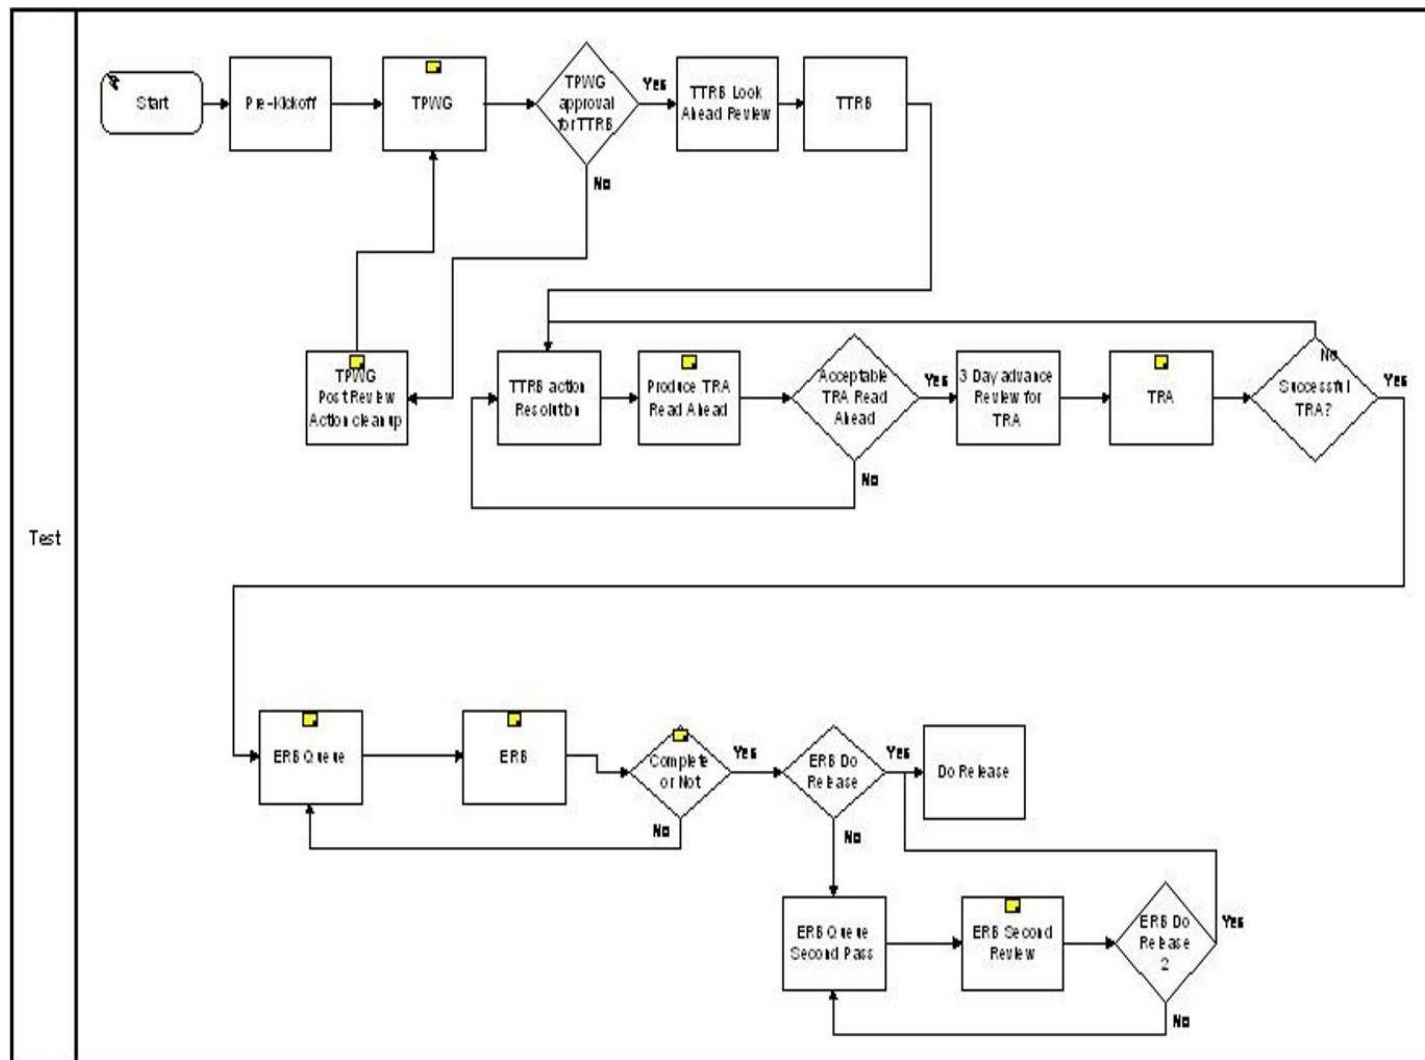 Start
Pre-Kickoff
TPWG
TPWG
approval
for TTRB
Yes
No
TTRB Look
Ahead Review
TTRB
TPWG
Post Review
Action cleanup
TTRB action
Resolution
Produce TRA
Read Ahead
Acceptable
TRA Read
Ahead
Yes
No
3 Day advance
Review for
TRA
TRA
No
Successful
TRA?
Yes
Test
ERB Queue
ERB
Complete
or Not
Yes
No
ERB Do
Release
Yes
No
Do Release
ERB Queue
Second Pass
ERB Second
Review
ERB Do
Release
2
Yes
No